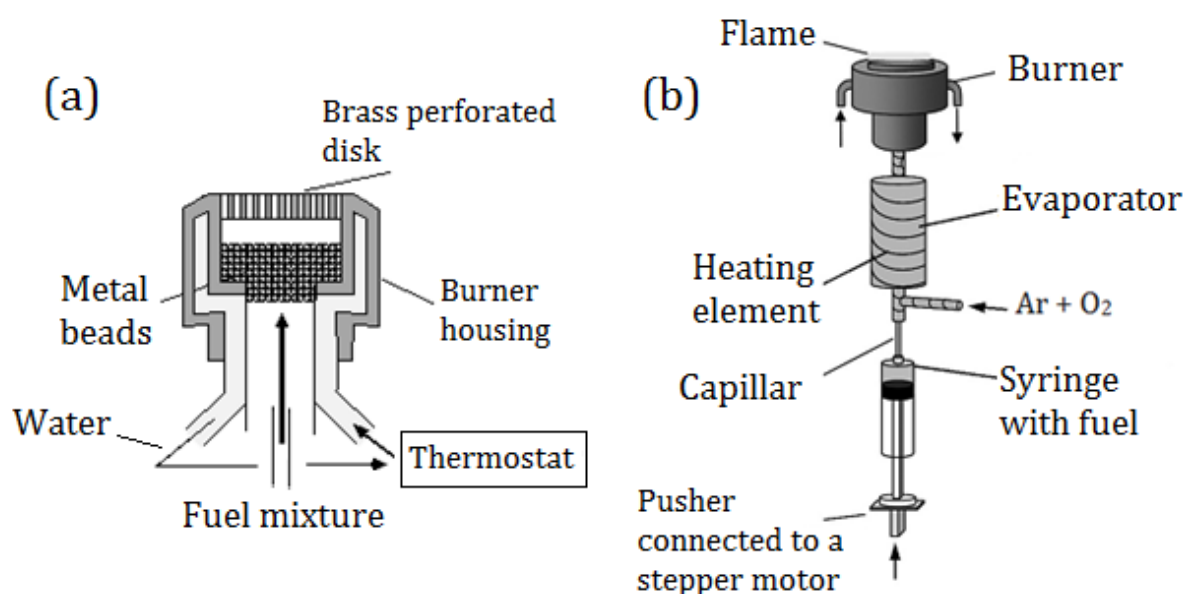 (a)
Brass perforated
disk
Metal
beads
Burner
housing
Water
Thermostat
Fuel mixture
(b)
Flame
Burner
Evaporator
Heating
element
Ar + O₂
Capillar
Syringe
with fuel
Pusher
connected to a
stepper motor